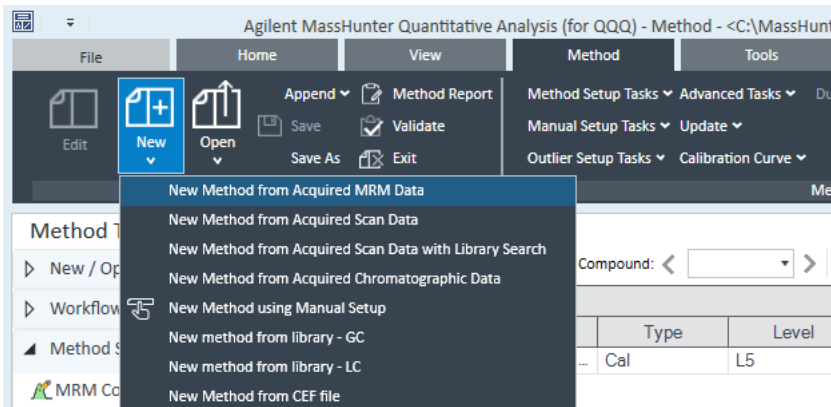 Agilent MassHunter Quantitative Analysis (for QQQ) - Method - <C:\MassHunt
File Home View Method Tools
Edit
New
Open
Append
Save
Save As
Method Report
Validate
Exit
Method Setup Tasks
Manual Setup Tasks
Outlier Setup Tasks
Advanced Tasks
Update
Calibration Curve
Du
Me
New Method from Acquired MRM Data
New Method from Acquired Scan Data
New Method from Acquired Scan Data with Library Search
New Method from Acquired Chromatographic Data
New Method using Manual Setup
New method from library - GC
New method from library - LC
New Method from CEF file
Method T
New / Op
Workflow
Method S
MRM Co
Compound:
Type Level
... Cal L5